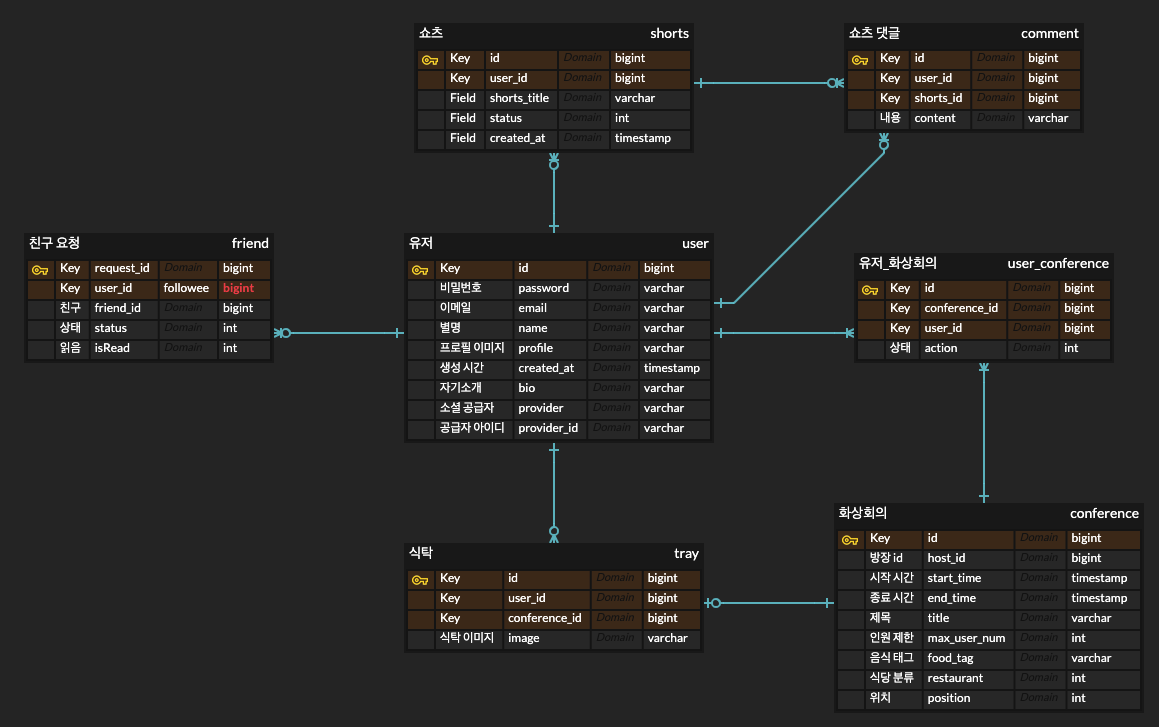 쇼츠 shorts
Key id Domain bigint
Key user_id Domain bigint
Field shorts_title Domain varchar
Field status Domain int
Field created_at Domain timestamp
쇼츠 댓글 comment
Key id Domain bigint
Key user_id Domain bigint
Key shorts_id Domain bigint
내용 content Domain varchar
친구 요청 friend
Key request_id Domain bigint
Key user_id followee bigint
친구 friend_id Domain bigint
상태 status Domain int
읽음 isRead Domain int
유저 user
Key id Domain bigint
비밀번호 password Domain varchar
이메일 email Domain varchar
별명 name Domain varchar
프로필 이미지 profile Domain varchar
생성 시간 created_at Domain timestamp
자기소개 bio Domain varchar
소셜 공급자 provider Domain varchar
공급자 아이디 provider_id Domain varchar
유저_화상회의 user_conference
Key id Domain bigint
Key conference_id Domain bigint
Key user_id Domain bigint
상태 action Domain int
식탁 tray
Key id Domain bigint
Key user_id Domain bigint
Key conference_id Domain bigint
식탁 이미지 image Domain varchar
화상회의 conference
Key id Domain bigint
방장 id host_id Domain bigint
시작 시간 start_time Domain timestamp
종료 시간 end_time Domain timestamp
제목 title Domain varchar
인원 제한 max_user_num Domain int
음식 태그 food_tag Domain varchar
식당 분류 restaurant Domain int
위치 position Domain int